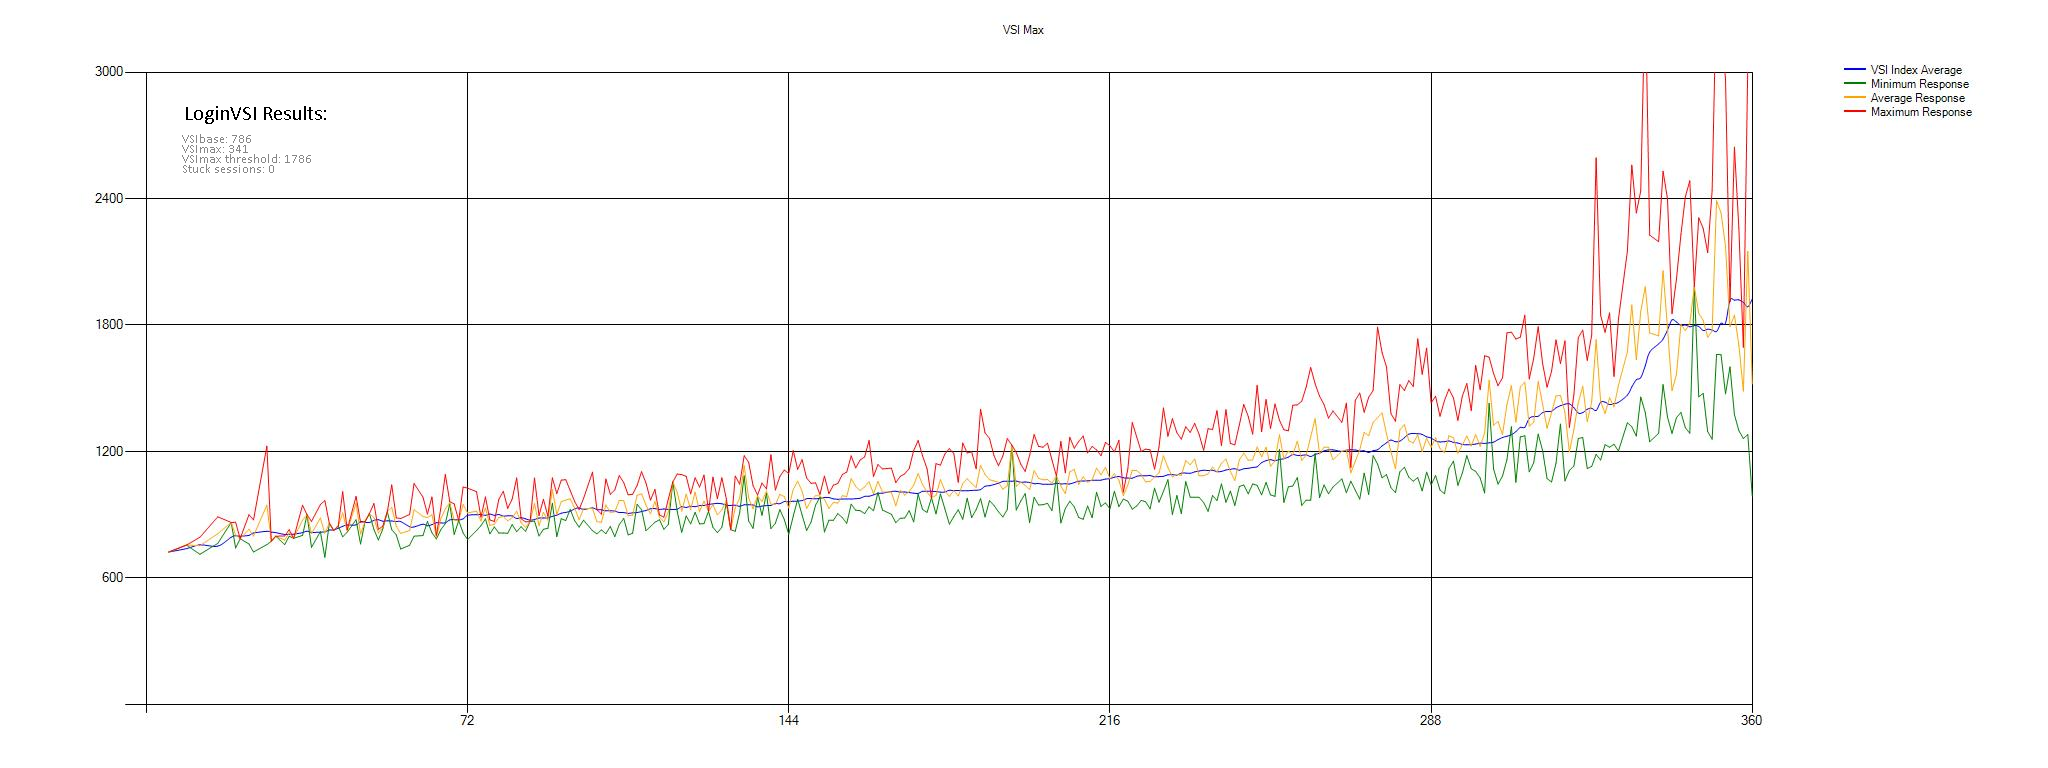 VSI Max
3000
2400
1800
1200
600
LoginVSI Results:
VSIbase: 786
VSImax: 341
VSImax threshold: 1786
Stuck sessions: 0
VSI Index Average
Minimum Response
Average Response
Maximum Response
72
144
216
288
360